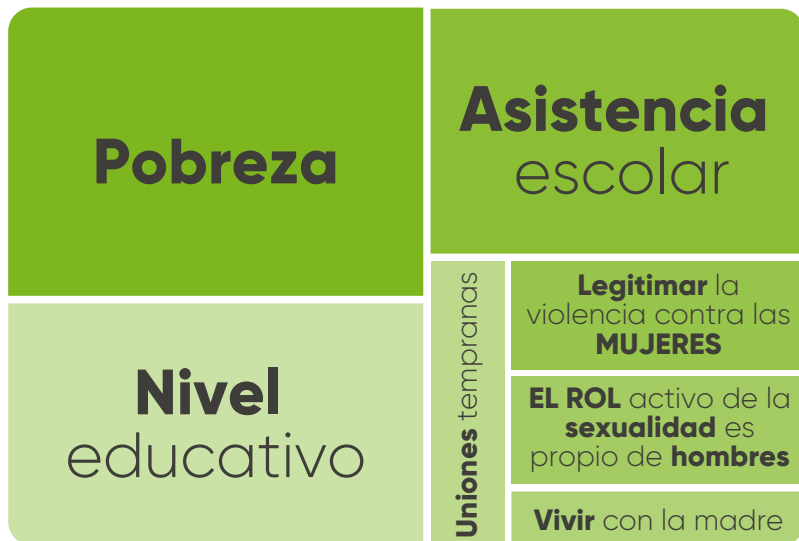 Pobreza
Asistencia
escolar
Nivel
educativo
Uniones tempranas
Legitimar la
violencia contra las
MUJERES
EL ROL activo de la
sexualidad es
propio de hombres
Vivir con la madre